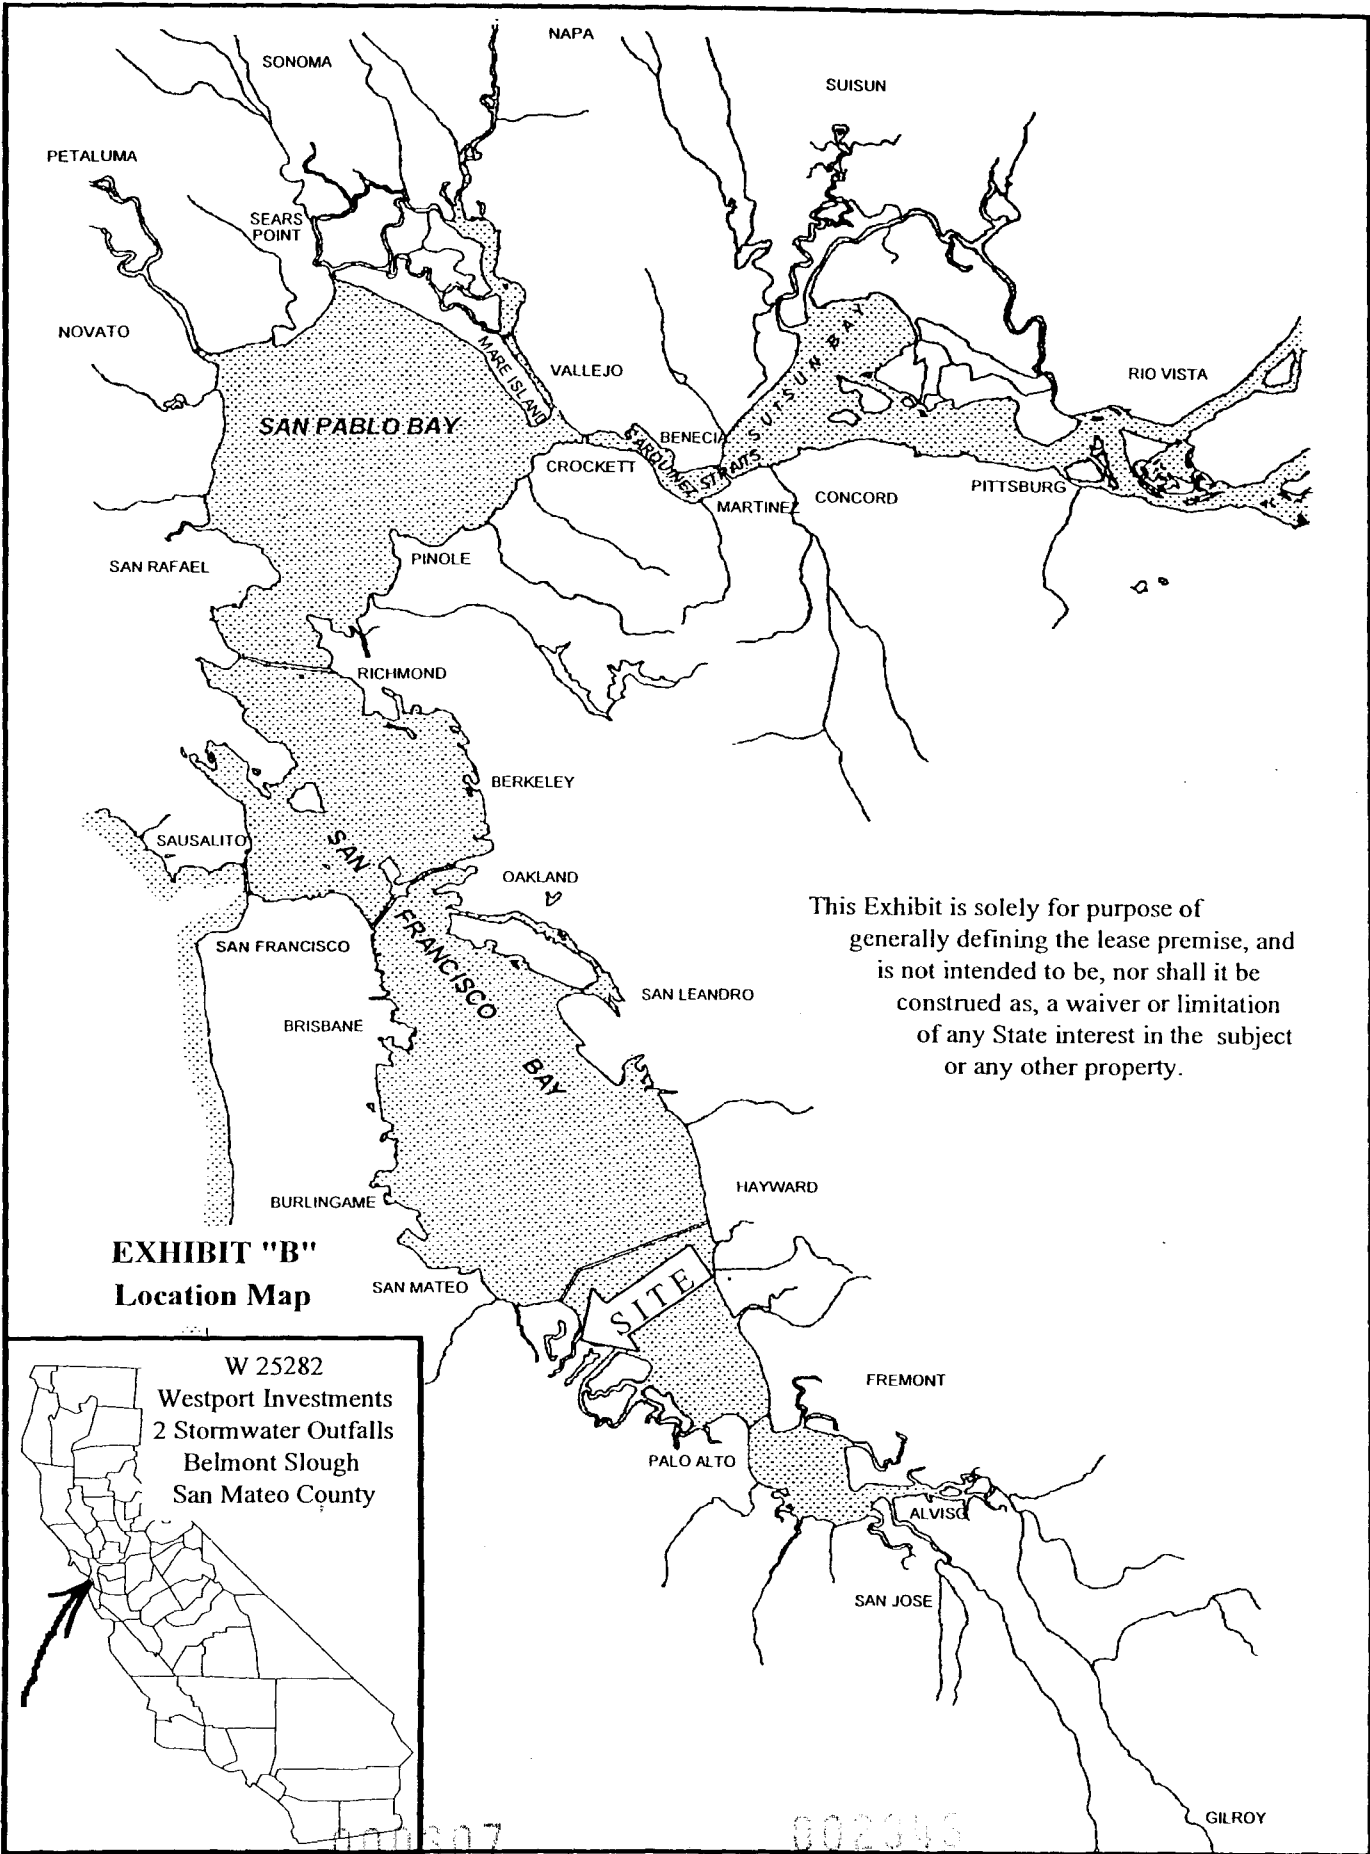 NAPA
SONOMA
SUISUN
PETALUMA
SEARS
POINT
NOVATO
MARE ISLAND
VALLEJO
SUISUN BAY
RIO VISTA
SAN PABLO BAY
BENECIA
CARQUINEZ STRAITS
CROCKETT
MARTINEZ
CONCORD
PITTSBURG
SAN RAFAEL
PINOLE
RICHMOND
BERKELEY
SAUSALITO
SAN FRANCISCO BAY
OAKLAND
SAN FRANCISCO
SAN LEANDRO
BRISBANE
This Exhibit is solely for purpose of
generally defining the lease premise, and
is not intended to be, nor shall it be
construed as, a waiver or limitation
of any State interest in the subject
or any other property.
HAYWARD
BURLINGAME
EXHIBIT "B"
Location Map
SAN MATEO
SITE
FREMONT
PALO ALTO
ALVISO
SAN JOSE
GILROY
W 25282
Westport Investments
2 Stormwater Outfalls
Belmont Slough
San Mateo County